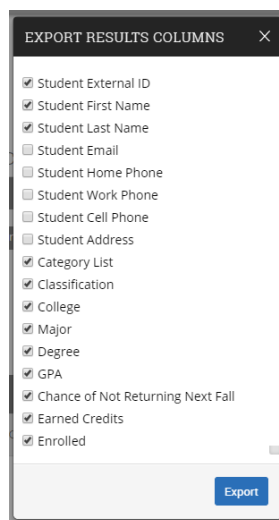 EXPORT RESULTS COLUMNS
Student External ID
Student First Name
Student Last Name
Student Email
Student Home Phone
Student Work Phone
Student Cell Phone
Student Address
Category List
Classification
College
Major
Degree
GPA
Chance of Not Returning Next Fall
Earned Credits
Enrolled
Export